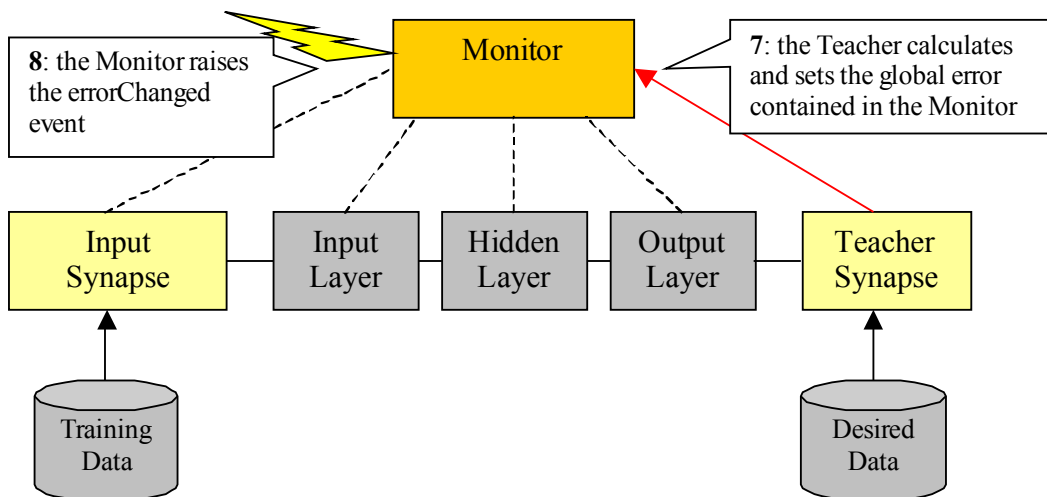 Monitor
8: the Monitor raises
the errorChanged
event
7: the Teacher calculates
and sets the global error
contained in the Monitor
Input
Synapse
Input
Layer
Hidden
Layer
Output
Layer
Teacher
Synapse
Training
Data
Desired
Data